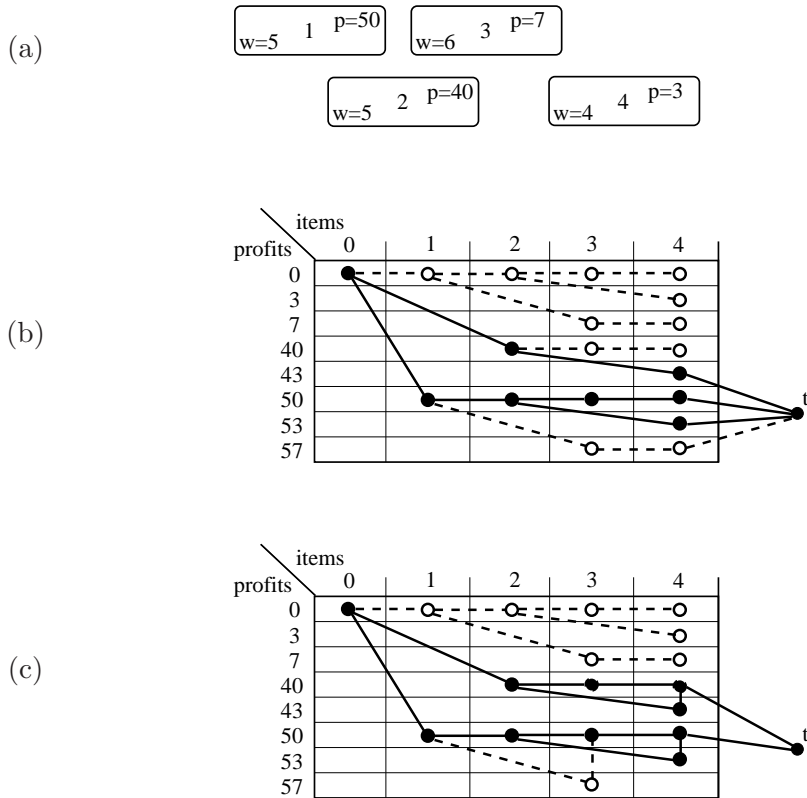 (a)
w=5 1 p=50
w=6 3 p=7
w=5 2 p=40
w=4 4 p=3
(b)
items
profits 0 1 2 3 4
0
3
7
40
43
50
t
53
57
(c)
items
profits 0 1 2 3 4
0
3
7
40
43
50
t
53
57